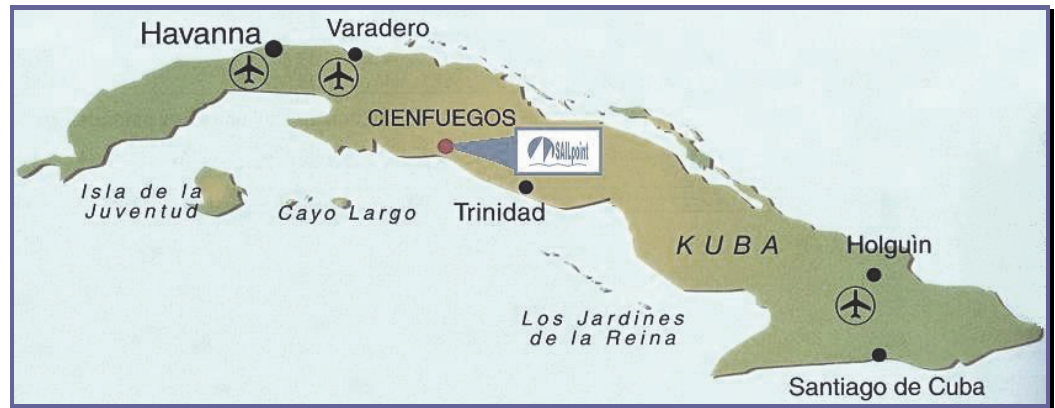 Havanna
Varadero
CIENFUEGOS
SAILpoint
Isla de la
Juventud
Cayo Largo
Trinidad
KUBA
Holguìn
Los Jardines
de la Reina
Santiago de Cuba